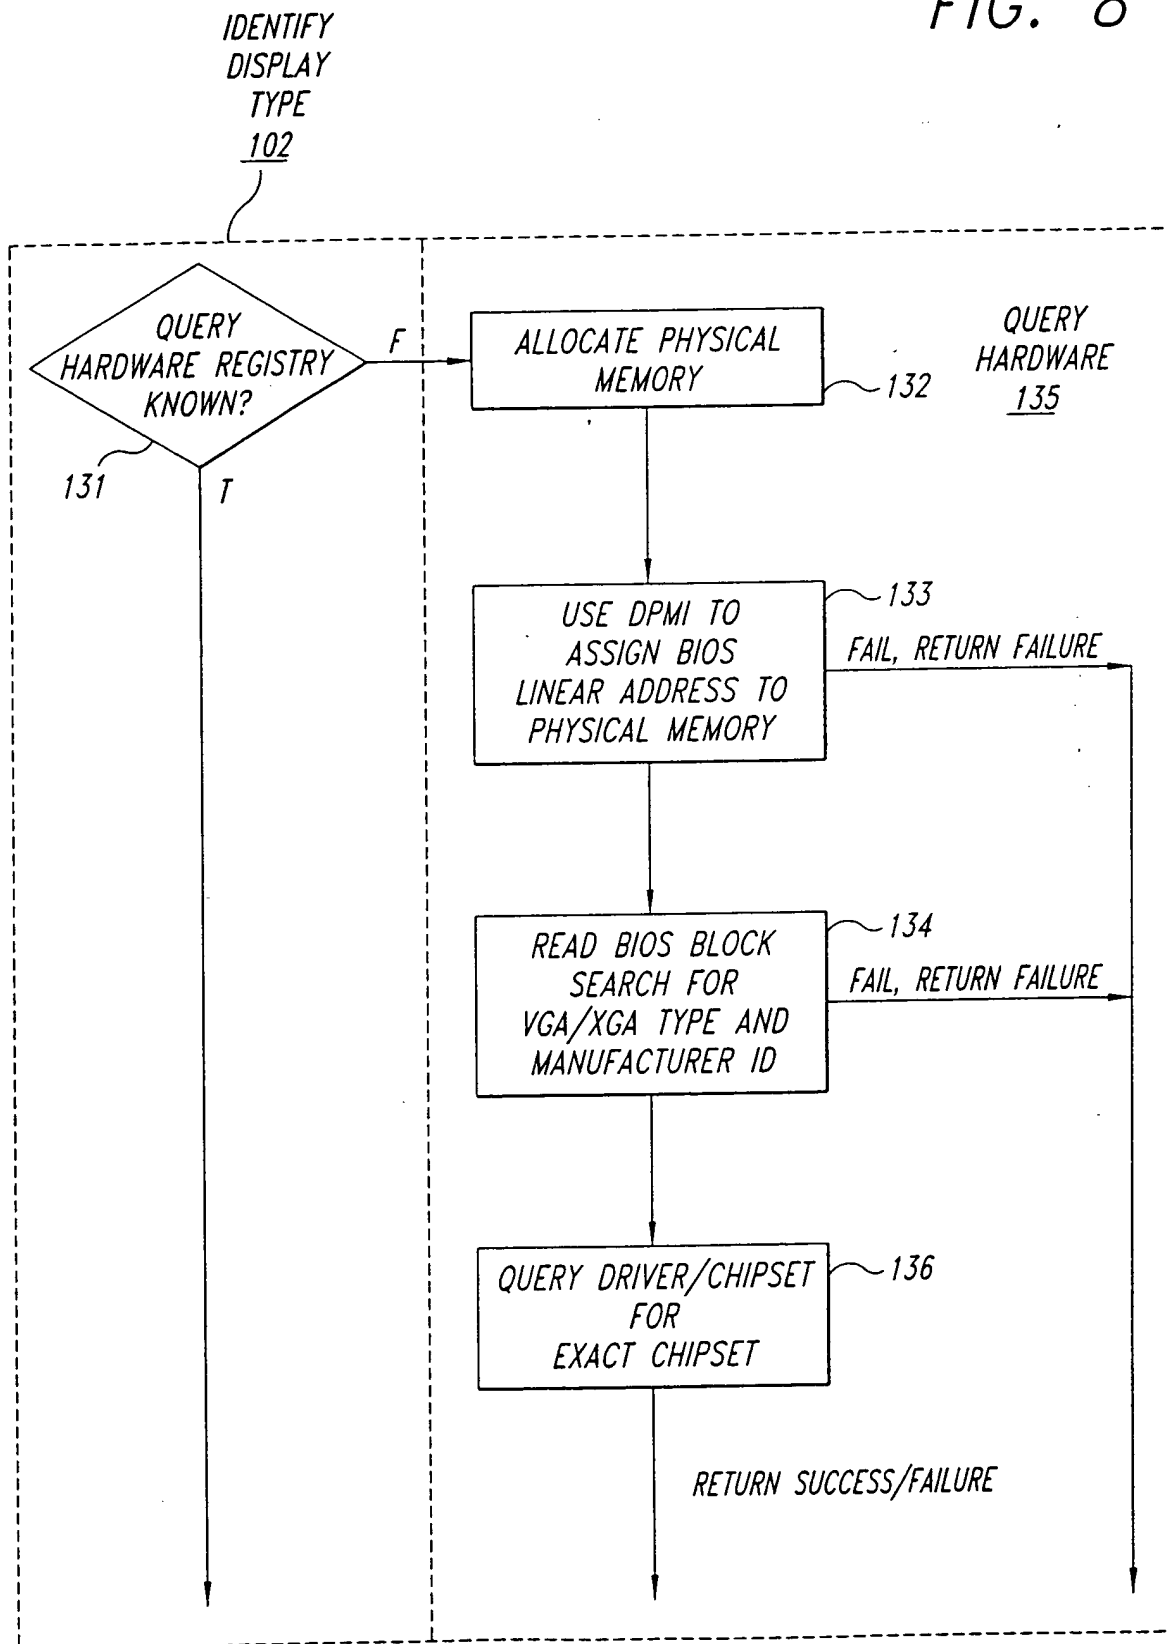 FIG. 8
IDENTIFY
DISPLAY
TYPE
102
QUERY
HARDWARE REGISTRY
KNOWN?
131
F
T
ALLOCATE PHYSICAL
MEMORY
132
QUERY
HARDWARE
135
USE DPMI TO
ASSIGN BIOS
LINEAR ADDRESS TO
PHYSICAL MEMORY
133
FAIL, RETURN FAILURE
READ BIOS BLOCK
SEARCH FOR
VGA/XGA TYPE AND
MANUFACTURER ID
134
FAIL, RETURN FAILURE
QUERY DRIVER/CHIPSET
FOR
EXACT CHIPSET
136
RETURN SUCCESS/FAILURE